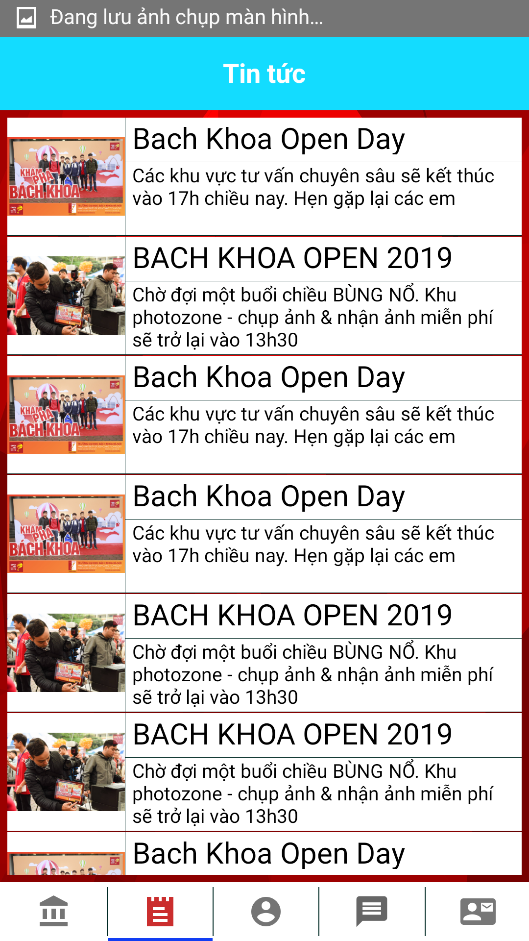 Đang lưu ảnh chụp màn hình...
Tin tức
Bach Khoa Open Day
Các khu vực tư vấn chuyên sâu sẽ kết thúc
vào 17h chiều nay. Hẹn gặp lại các em
KHÁM
PHÁ
BÁCH KHOA
BACH KHOA OPEN 2019
Chờ đợi một buổi chiều BÙNG NỔ. Khu
photozone - chụp ảnh & nhận ảnh miễn phí
sẽ trở lại vào 13h30
Bach Khoa Open Day
Các khu vực tư vấn chuyên sâu sẽ kết thúc
vào 17h chiều nay. Hẹn gặp lại các em
KHÁM
PHÁ
BÁCH KHOA
Bach Khoa Open Day
Các khu vực tư vấn chuyên sâu sẽ kết thúc
vào 17h chiều nay. Hẹn gặp lại các em
KHÁM
PHÁ
BÁCH KHOA
BACH KHOA OPEN 2019
Chờ đợi một buổi chiều BÙNG NỔ. Khu
photozone - chụp ảnh & nhận ảnh miễn phí
sẽ trở lại vào 13h30
BACH KHOA OPEN 2019
Chờ đợi một buổi chiều BÙNG NỔ. Khu
photozone - chụp ảnh & nhận ảnh miễn phí
sẽ trở lại vào 13h30
Bach Khoa Open Day